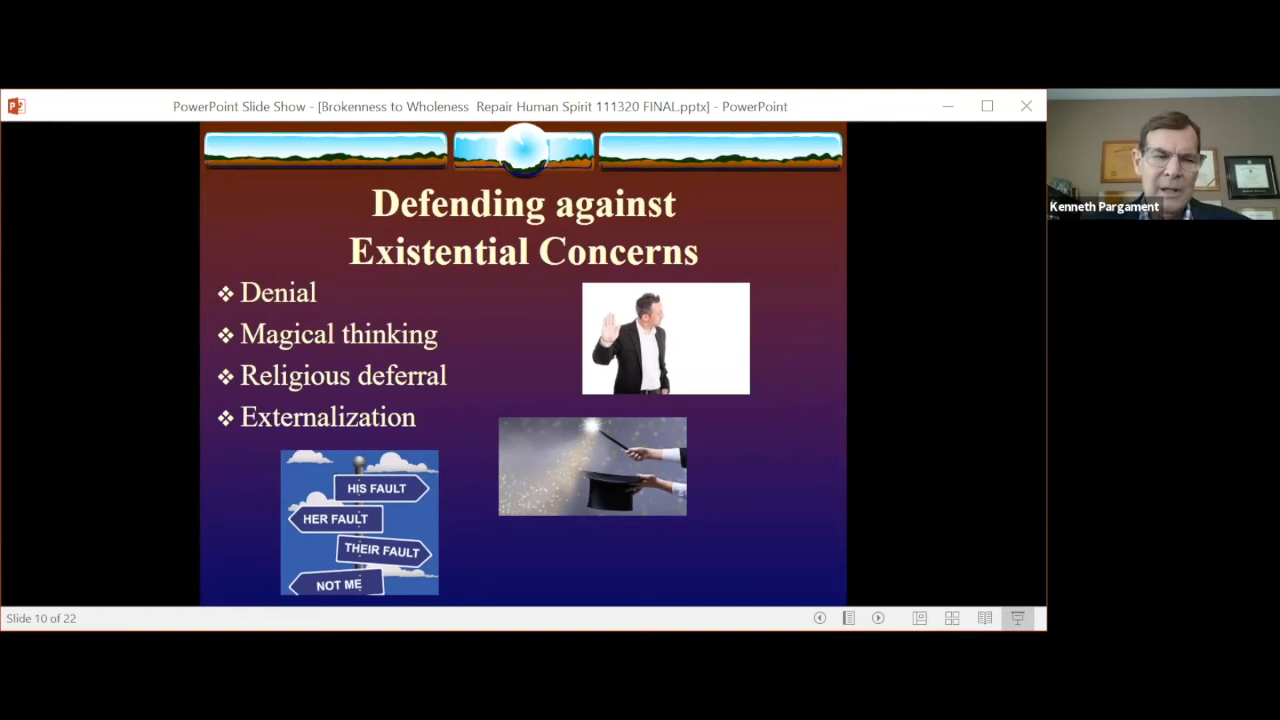 PowerPoint Slide Show - [Brokenness to Wholeness  Repair Human Spirit 111320 FINAL.pptx] - PowerPoint
Kenneth Pargament
Defending against
Existential Concerns
❖ Denial
❖ Magical thinking
❖ Religious deferral
❖ Externalization
HIS FAULT
HER FAULT
THEIR FAULT
NOT ME
Slide 10 of 22